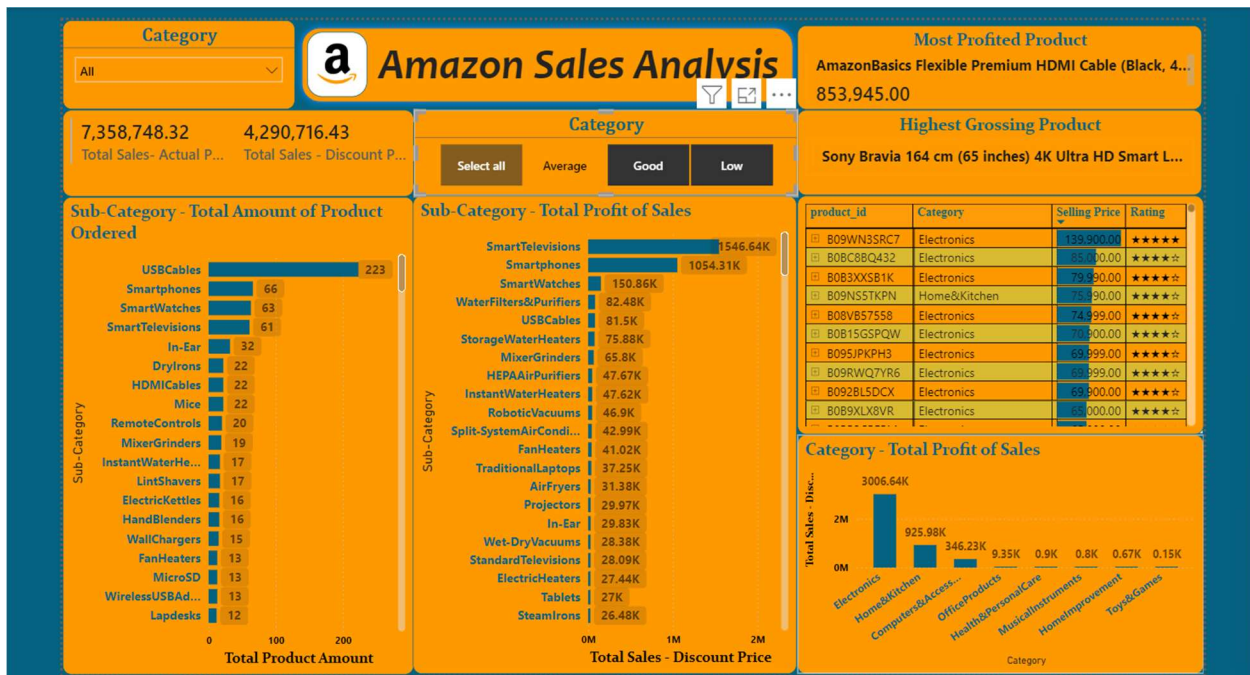 Category
All
a
Amazon Sales Analysis
Most Profited Product
AmazonBasics Flexible Premium HDMI Cable (Black, 4...
853,945.00
7,358,748.32
Total Sales- Actual P...
4,290,716.43
Total Sales - Discount P...
Category
Select all
Average
Good
Low
Highest Grossing Product
Sony Bravia 164 cm (65 inches) 4K Ultra HD Smart L...
Sub-Category - Total Amount of Product
Ordered
Sub-Category
USBCables 223
Smartphones 66
SmartWatches 63
SmartTelevisions 61
In-Ear 32
DryIrons 22
HDMICables 22
Mice 22
RemoteControls 20
MixerGrinders 19
InstantWaterHe... 17
LintShavers 17
ElectricKettles 16
HandBlenders 16
WallChargers 15
FanHeaters 13
MicroSD 13
WirelessUSBAd... 13
Lapdesks 12
0 100 200
Total Product Amount
Sub-Category - Total Profit of Sales
Sub-Category
SmartTelevisions 1546.64K
Smartphones 1054.31K
SmartWatches 150.86K
WaterFilters&Purifiers 82.48K
USBCables 81.5K
StorageWaterHeaters 75.88K
MixerGrinders 65.8K
HEPAAirPurifiers 47.67K
InstantWaterHeaters 47.62K
RoboticVacuums 46.9K
Split-SystemAirCondi... 42.99K
FanHeaters 41.02K
TraditionalLaptops 37.25K
AirFryers 31.38K
Projectors 29.97K
In-Ear 29.83K
Wet-DryVacuums 28.38K
StandardTelevisions 28.09K
ElectricHeaters 27.44K
Tablets 27K
SteamIrons 26.48K
0M 1M 2M
Total Sales - Discount Price
product_id Category Selling Price Rating
B09WN3SRC7 Electronics 139,900.00 ★★★★★
B0BC8BQ432 Electronics 85,000.00 ★★★★☆
B0B3XXSB1K Electronics 79,990.00 ★★★★☆
B09NS5TKPN Home&Kitchen 75,990.00 ★★★★☆
B08VB57558 Electronics 74,999.00 ★★★★☆
B0B15GSPQW Electronics 70,900.00 ★★★★☆
B095JPKPH3 Electronics 69,999.00 ★★★★☆
B09RWQ7YR6 Electronics 69,999.00 ★★★★☆
B092BL5DCX Electronics 69,900.00 ★★★★☆
B0B9XLX8VR Electronics 65,000.00 ★★★★☆
Category - Total Profit of Sales
Total Sales - Disc...
2M
0M
3006.64K
925.98K
346.23K
9.35K
0.9K
0.8K
0.67K
0.15K
Electronics
Home&Kitchen
Computers&Access...
OfficeProducts
Health&PersonalCare
MusicalInstruments
HomeImprovement
Toys&Games
Category